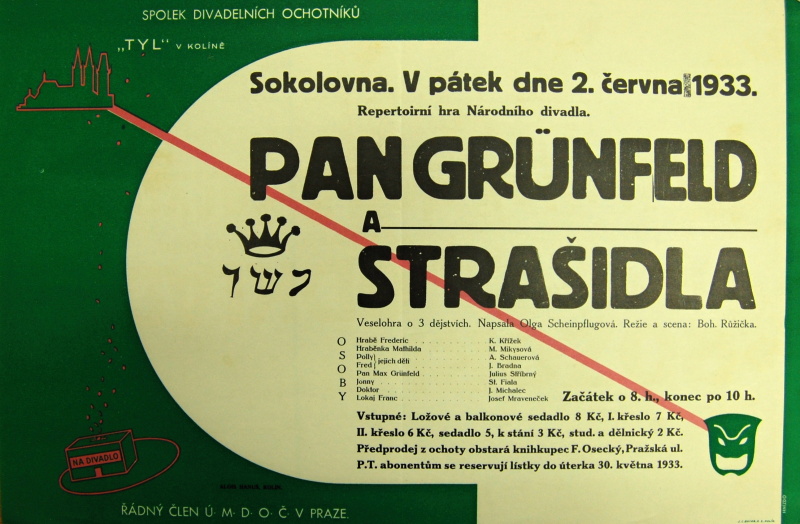 SPOLEK DIVADELNÍCH OCHOTNÍKŮ
„TYL" V KOLÍNĚ
Sokolovna. V pátek dne 2. června 1933.
Repertoirní hra Národního divadla.
PAN GRÜNFELD
A
STRAŠIDLA
Veselohra o 3 dějstvích. Napsala Olga Scheinpflugová. Režie a scena: Boh. Růžička.
OSOBY
Hrabě Frederic K. Křížek
Hraběnka Mathilda M. Mikysová
Polly A. Schauerová
jejich děti
Fred J. Bradna
Pan Max Grünfeld Julius Stříbrný
Jonny St. Fiala
Doktor J. Michalec
Lokaj Franc Josef Mraveneček
Začátek o 8. h., konec po 10 h.
Vstupné: Ložové a balkonové sedadlo 8 Kč, I. křeslo 7 Kč,
II. křeslo 6 Kč, sedadlo 5, k stání 3 Kč, stud. a dělnický 2 Kč.
Předprodej z ochoty obstará knihkupec F. Osecký, Pražská ul.
P.T. abonentům se reservují lístky do úterka 30. května 1933.
NA DIVADLO
ŘÁDNÝ ČLEN Ú· M· D· O· Č· V PRAZE.